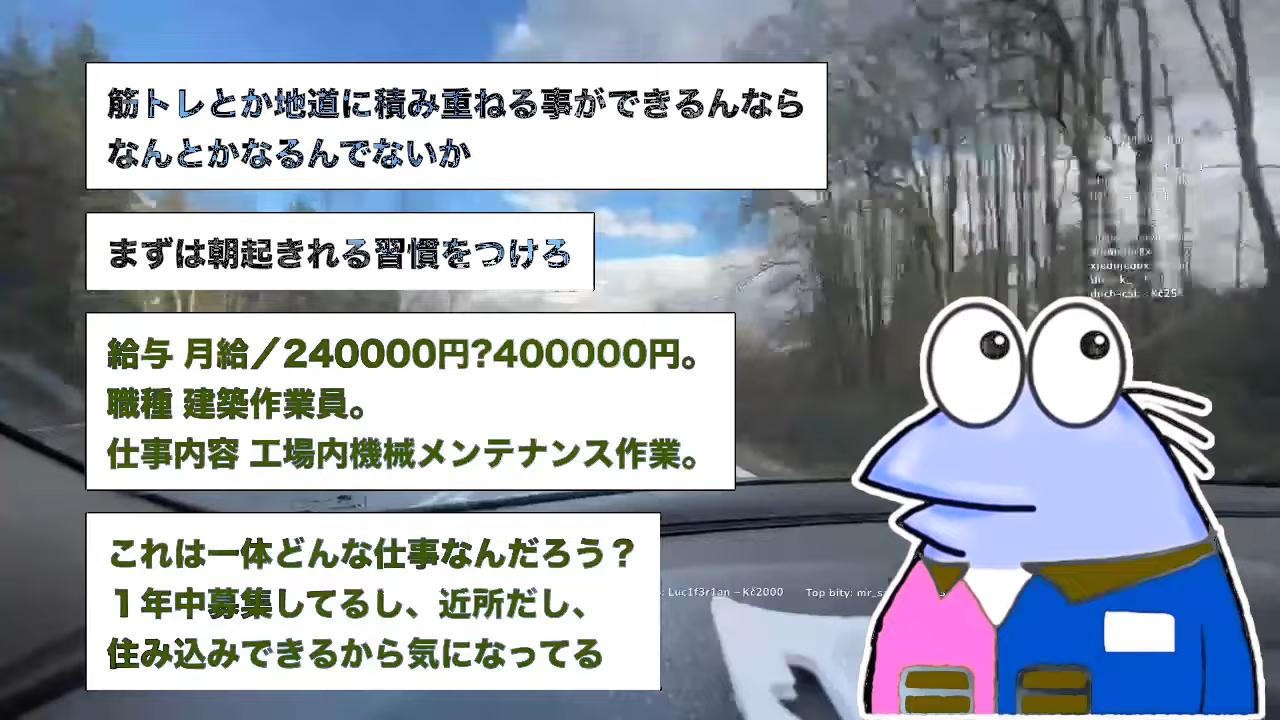 筋トレとか地道に積み重ねる事ができるんなら
なんとかなるんでないか
まずは朝起きれる習慣をつけろ
給与 月給／240000円?400000円。
職種 建築作業員。
仕事内容 工場内機械メンテナンス作業。
これは一体どんな仕事なんだろう？
１年中募集してるし、近所だし、
住み込みできるから気になってる
: Luc1f3r1an - Kč2000 Top bity: